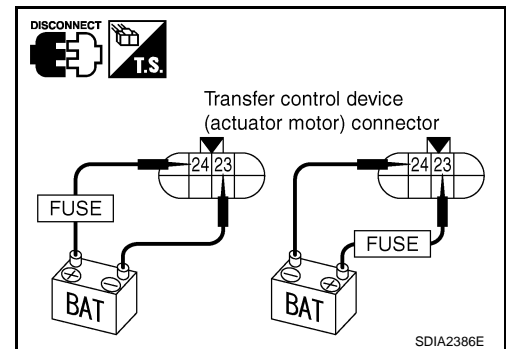 DISCONNECT
T.S.
Transfer control device
(actuator motor) connector
24 23
24 23
FUSE
FUSE
+ −
+ −
BAT
BAT
SDIA2386E